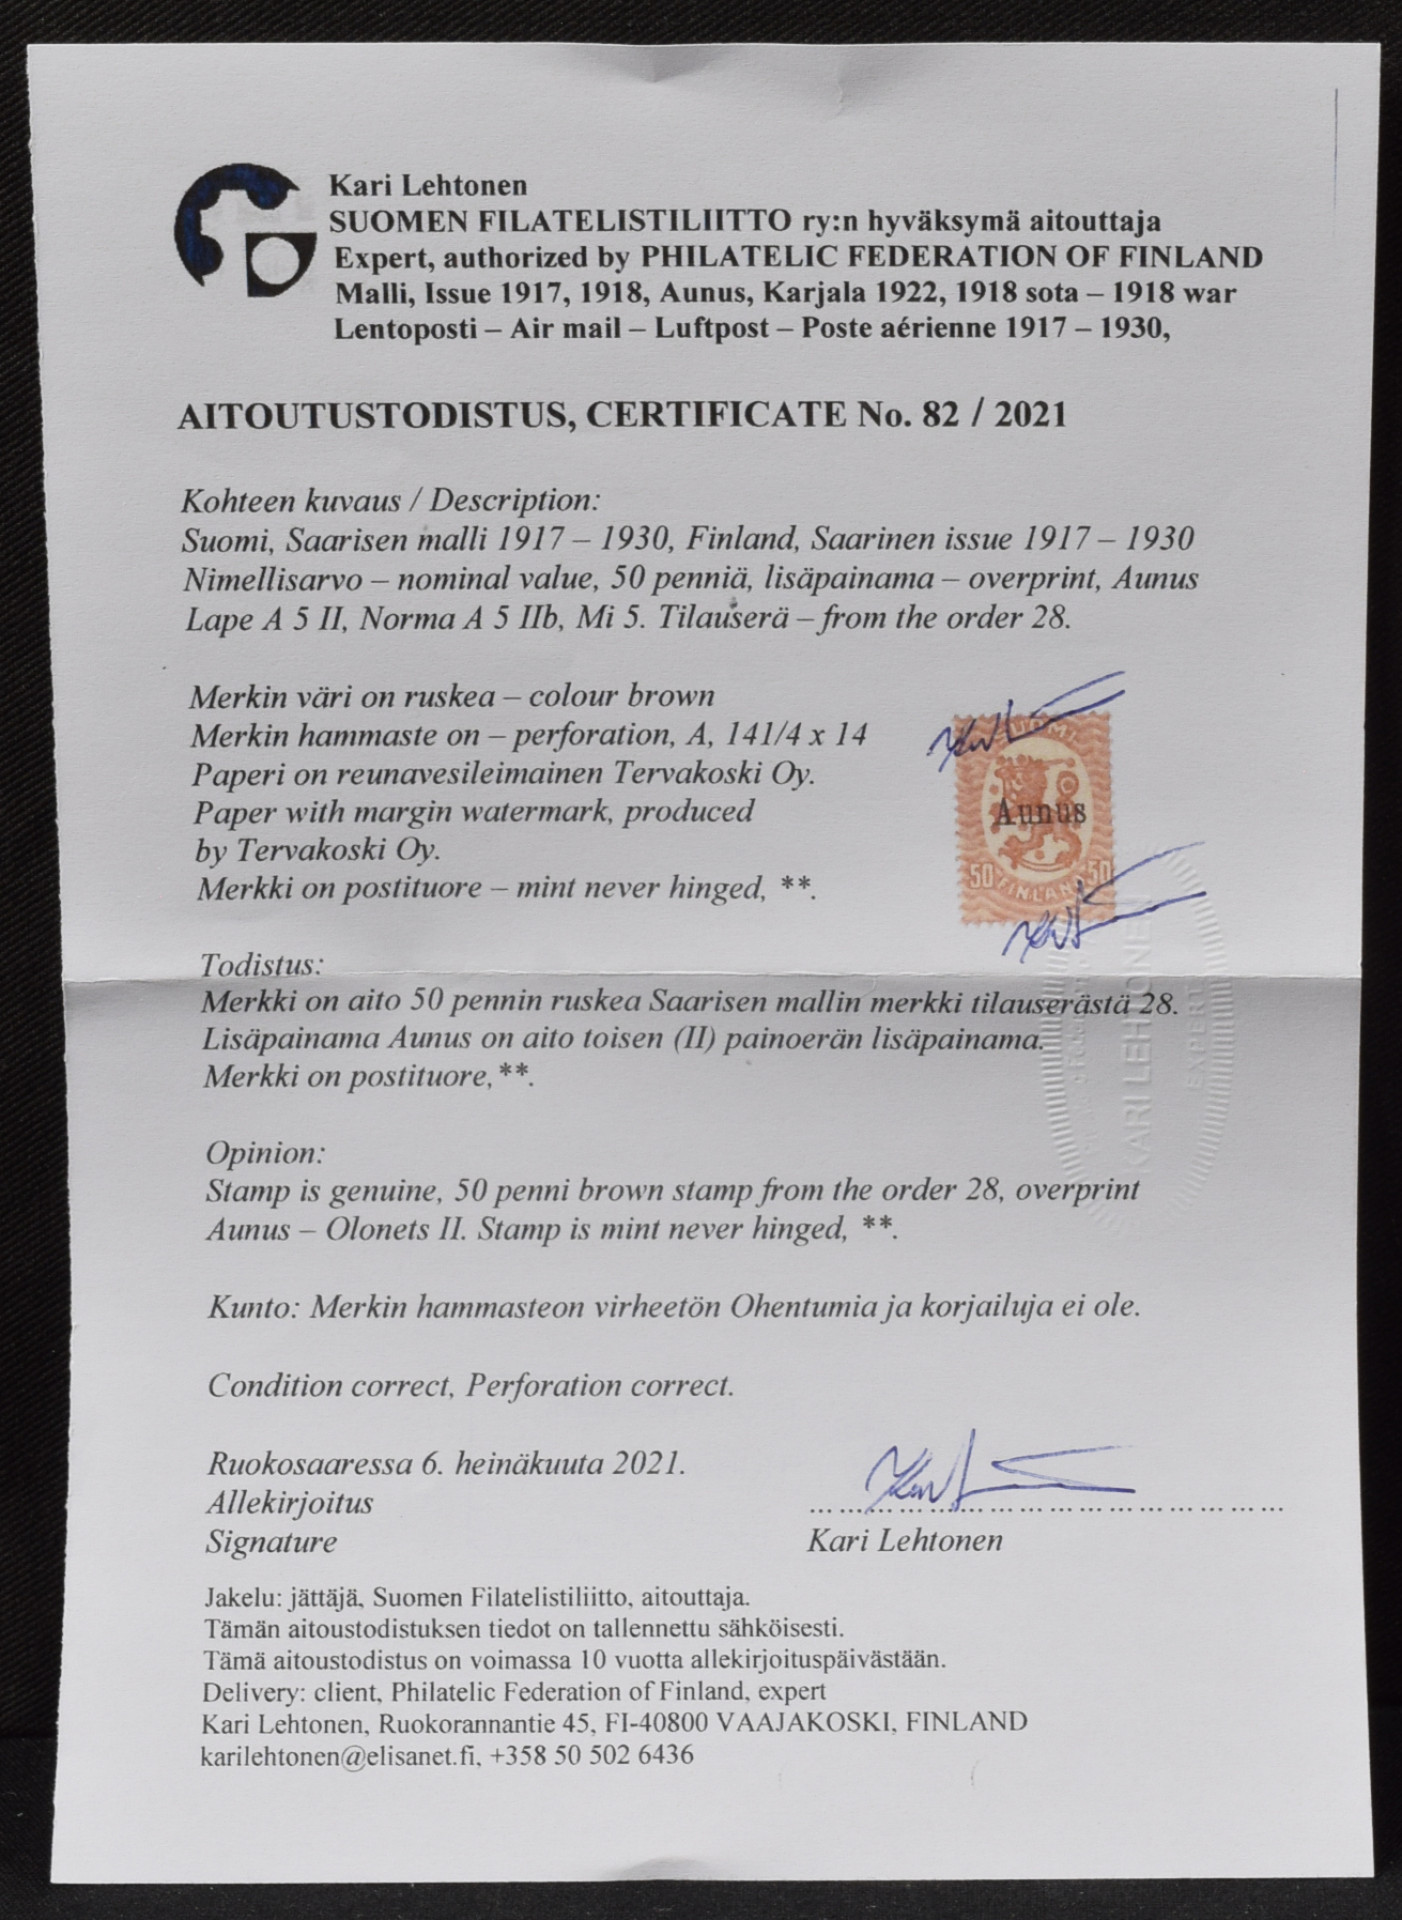 Kari Lehtonen
SUOMEN FILATELISTILIITTO ry:n hyväksymä aitouttaja
Expert, authorized by PHILATELIC FEDERATION OF FINLAND
Malli, Issue 1917, 1918, Aunus, Karjala 1922, 1918 sota – 1918 war
Lentoposti – Air mail – Luftpost – Poste aérienne 1917 – 1930,
AITOUTUSTODISTUS, CERTIFICATE No. 82 / 2021
Kohteen kuvaus / Description:
Suomi, Saarisen malli 1917 – 1930, Finland, Saarinen issue 1917 – 1930
Nimellisarvo – nominal value, 50 penniä, lisäpainama – overprint, Aunus
Lape A 5 II, Norma A 5 IIb, Mi 5. Tilauserä – from the order 28.
Merkin väri on ruskea – colour brown
Merkin hammaste on – perforation, A, 141/4 x 14
Paperi on reunavesileimainen Tervakoski Oy.
Paper with margin watermark, produced
by Tervakoski Oy.
Merkki on postituore – mint never hinged, **.
SUOMI
Aunus
50 FINLAND 50
Todistus:
Merkki on aito 50 pennin ruskea Saarisen mallin merkki tilauserästä 28.
Lisäpainama Aunus on aito toisen (II) painoerän lisäpainama.
Merkki on postituore, **.
KARI LEHTONEN
EXPERT
Opinion:
Stamp is genuine, 50 penni brown stamp from the order 28, overprint
Aunus – Olonets II. Stamp is mint never hinged, **.
Kunto: Merkin hammasteon virheetön Ohentumia ja korjailuja ei ole.
Condition correct, Perforation correct.
Ruokosaaressa 6. heinäkuuta 2021.
Allekirjoitus
Signature
Kari Lehtonen
Jakelu: jättäjä, Suomen Filatelistiliitto, aitouttaja.
Tämän aitoustodistuksen tiedot on tallennettu sähköisesti.
Tämä aitoustodistus on voimassa 10 vuotta allekirjoituspäivästään.
Delivery: client, Philatelic Federation of Finland, expert
Kari Lehtonen, Ruokorannantie 45, FI-40800 VAAJAKOSKI, FINLAND
karilehtonen@elisanet.fi, +358 50 502 6436